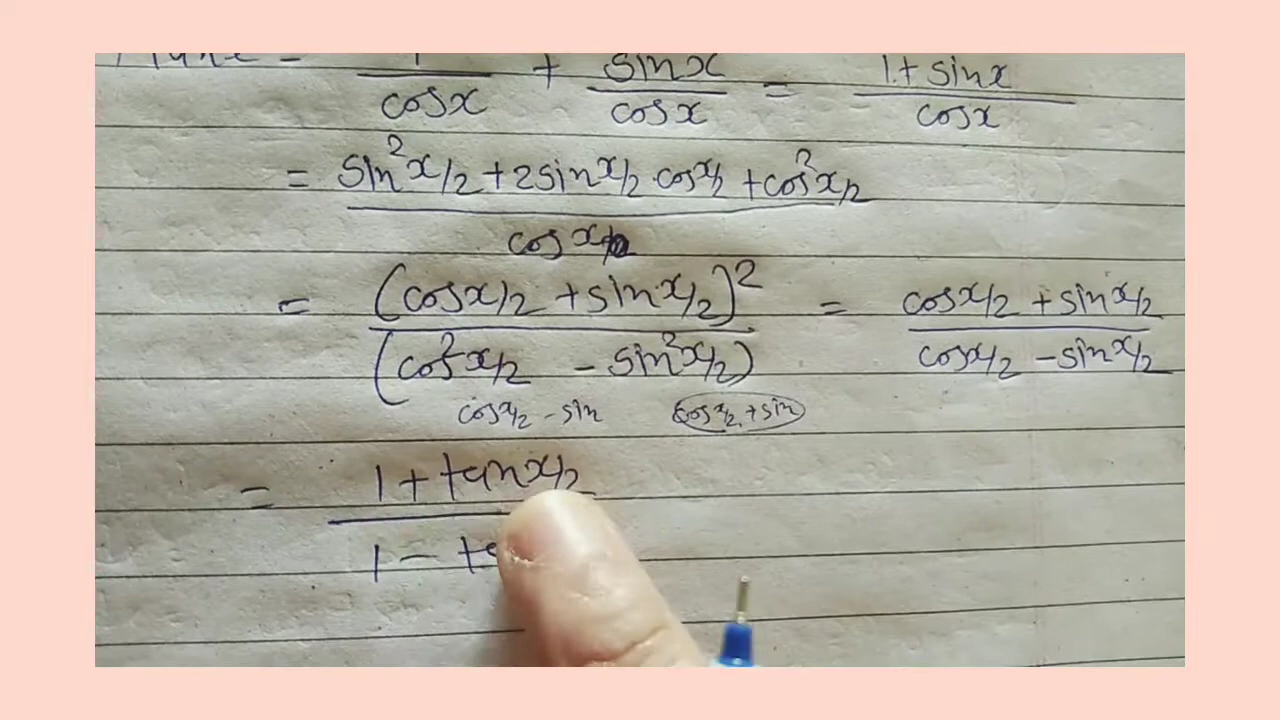 1/cosx + sinx/cosx = 1 + sinx/cosx
= sin²x/2 + 2sinx/2 . cosx/2 + cos²x/2
cosx
= (cosx/2 + sinx/2)² / (cos²x/2 - sin²x/2) = cosx/2 + sinx/2 / cosx/2 - sinx/2
cosx/2 - sin cosx/2 + sin
= 1 + tanx/2
1 -